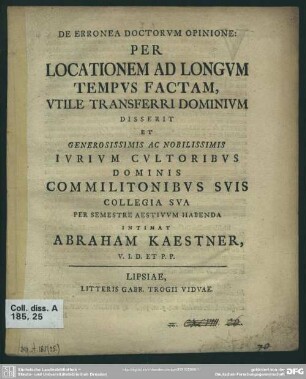 DE ERRONEA DOCTORVM OPINIONE:
PER
LOCATIONEM AD LONGVM
TEMPVS FACTAM,
VTILE TRANSFERRI DOMINIVM
DISSERIT
ET
GENEROSISSIMIS AC NOBILISSIMIS
IVRIVM CVLTORIBVS
DOMINIS
COMMILITONIBVS SVIS
COLLEGIA SVA
PER SEMESTRE AESTIVVM HABENDA
INTIMAT
ABRAHAM KAESTNER,
V. I. D. ET P. P.
LIPSIAE,
LITTERIS GABR. TROGII VIDVAE.
Coll. diss. A
185, 25
DFG